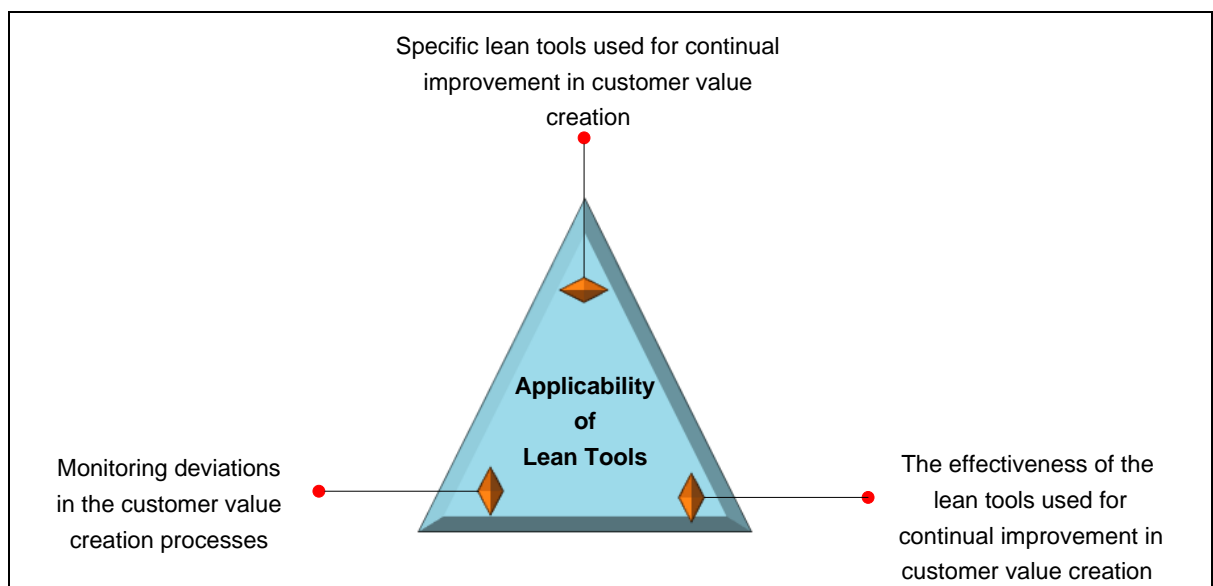 Specific lean tools used for continual
improvement in customer value
creation
Applicability
of
Lean Tools
Monitoring deviations
in the customer value
creation processes
The effectiveness of the
lean tools used for
continual improvement in
customer value creation